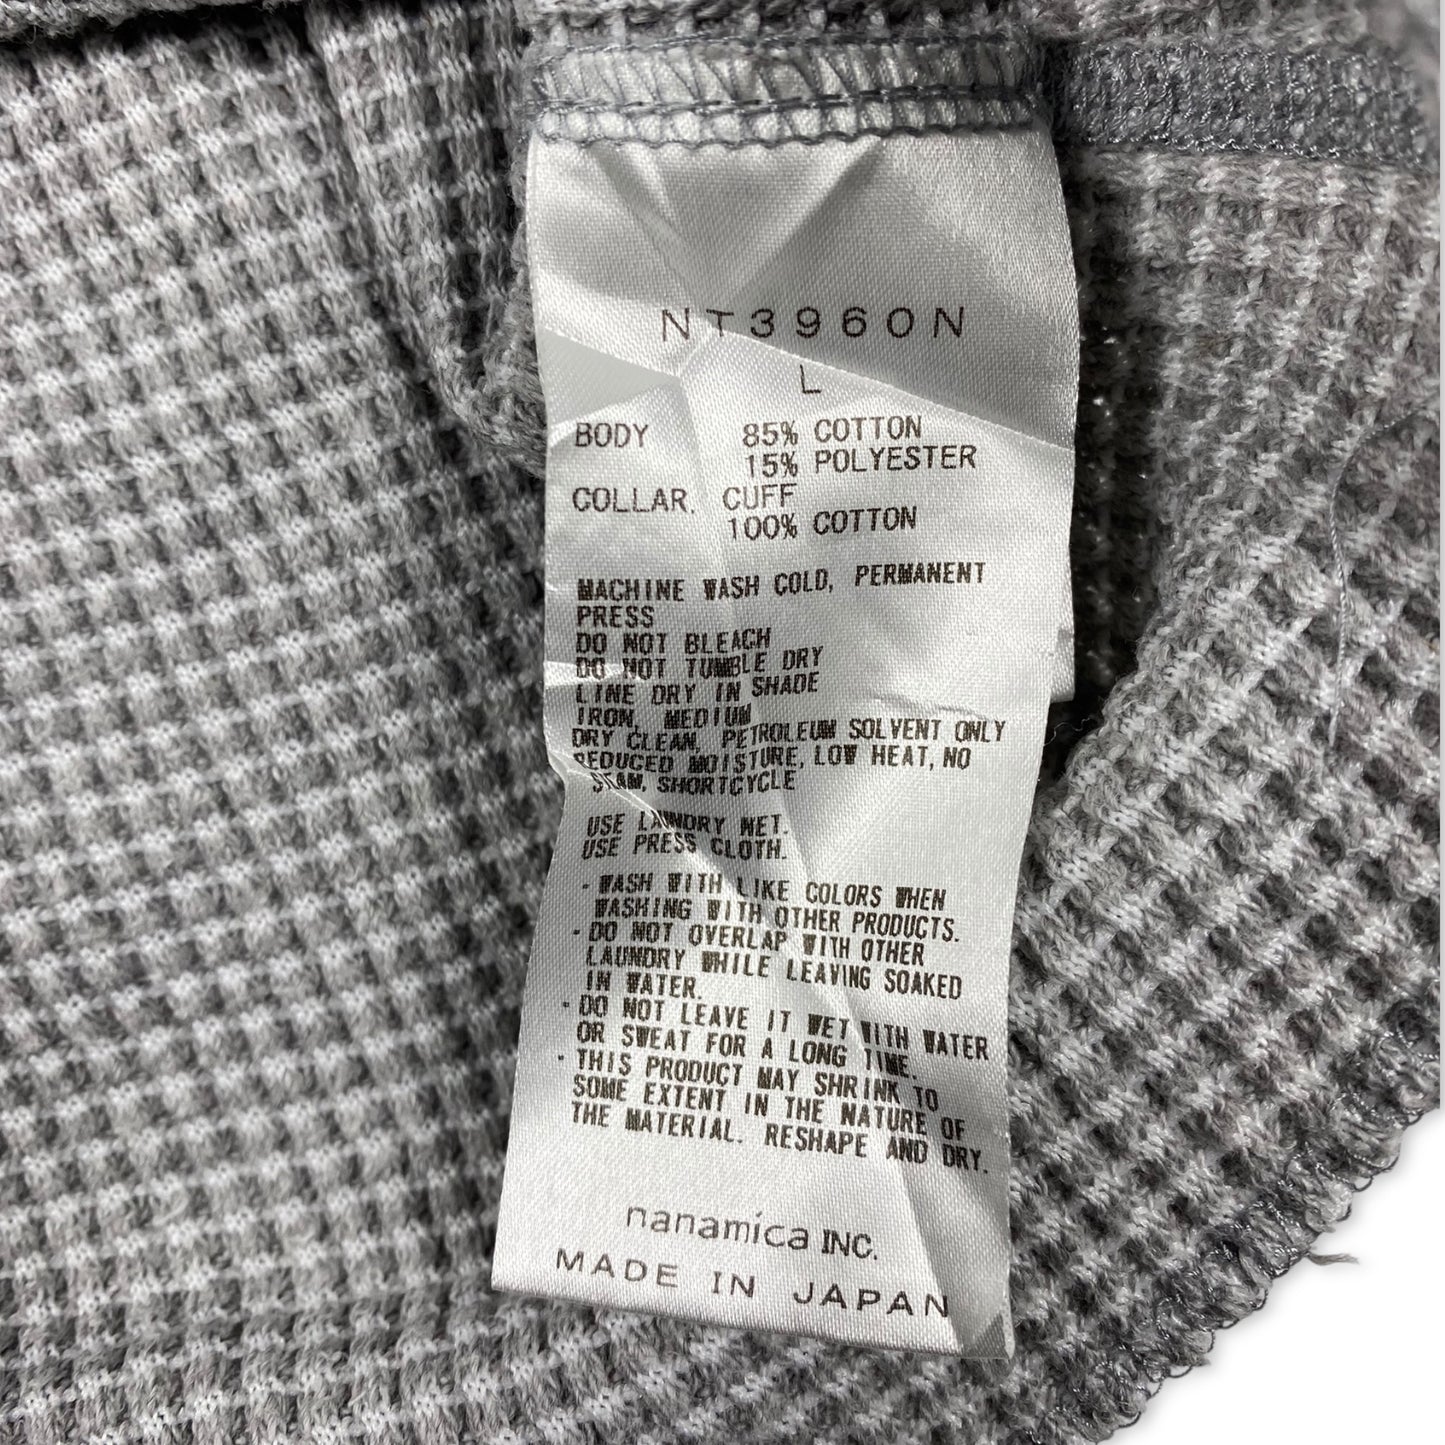 NT3960N
L
BODY 85% COTTON
15% POLYESTER
COLLAR. CUFF
100% COTTON
MACHINE WASH COLD, PERMANENT
PRESS
DO NOT BLEACH
DO NOT TUMBLE DRY
LINE DRY IN SHADE
IRON, MEDIUM
DRY CLEAN, PETROLEUM SOLVENT ONLY
REDUCED MOISTURE, LOW HEAT, NO
STEAM, SHORTCYCLE
USE LAUNDRY NET.
USE PRESS CLOTH.
· WASH WITH LIKE COLORS WHEN
WASHING WITH OTHER PRODUCTS.
· DO NOT OVERLAP WITH OTHER
LAUNDRY WHILE LEAVING SOAKED
IN WATER.
· DO NOT LEAVE IT WET WITH WATER
OR SWEAT FOR A LONG TIME.
· THIS PRODUCT MAY SHRINK TO
SOME EXTENT IN THE NATURE OF
THE MATERIAL. RESHAPE AND DRY.
nanamica INC.
MADE IN JAPAN